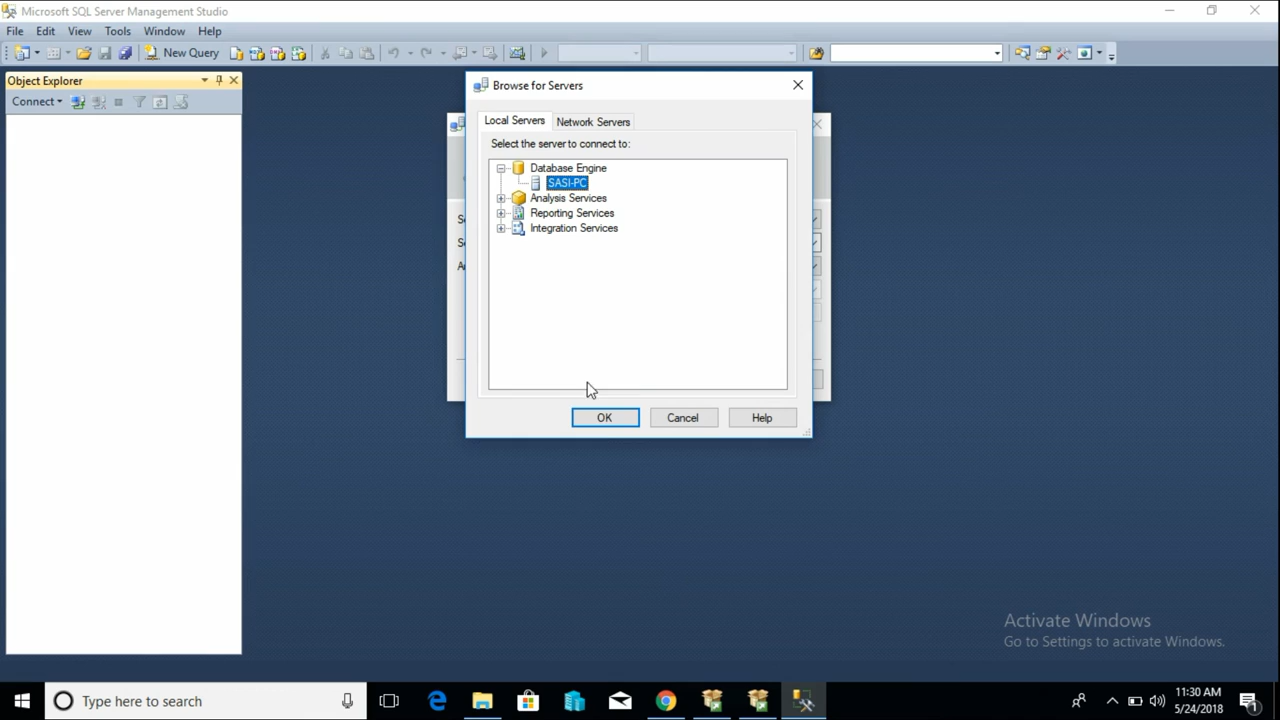 Microsoft SQL Server Management Studio
File Edit View Tools Window Help
New Query
Object Explorer
Connect
Browse for Servers
Local Servers Network Servers
Select the server to connect to:
Database Engine
SASI-PC
Analysis Services
Reporting Services
Integration Services
OK Cancel Help
Activate Windows
Go to Settings to activate Windows.
Type here to search
11:30 AM
5/24/2018
1